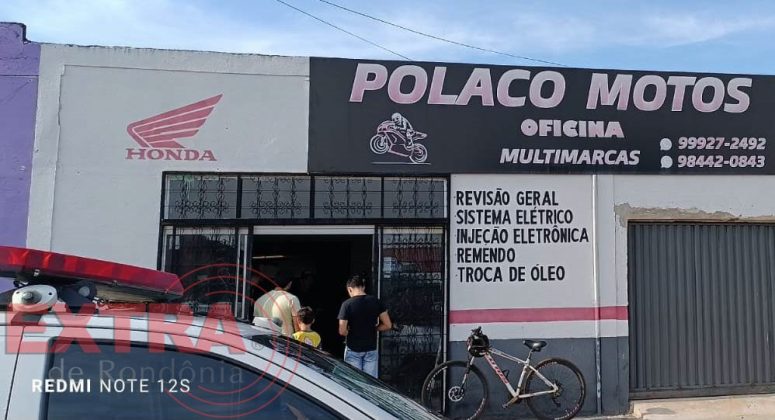 POLACO MOTOS
OFICINA
MULTIMARCAS
99927-2492
98442-0843
HONDA
REVISÃO GERAL
SISTEMA ELÉTRICO
INJEÇÃO ELETRÔNICA
REMENDO
TROCA DE ÓLEO
EXTRA
de Rondônia
REDMI NOTE 12S